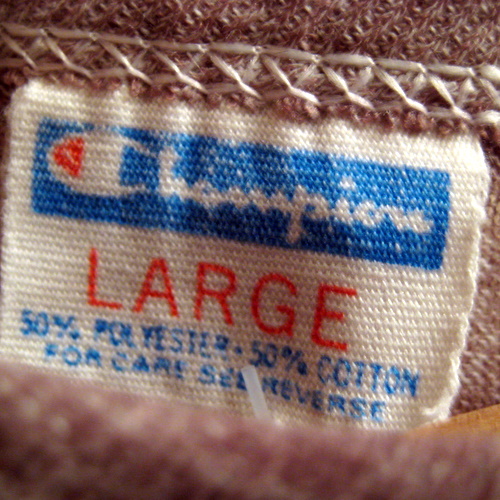 Champion
LARGE
50% POLYESTER · 50% COTTON
FOR CARE SEE REVERSE